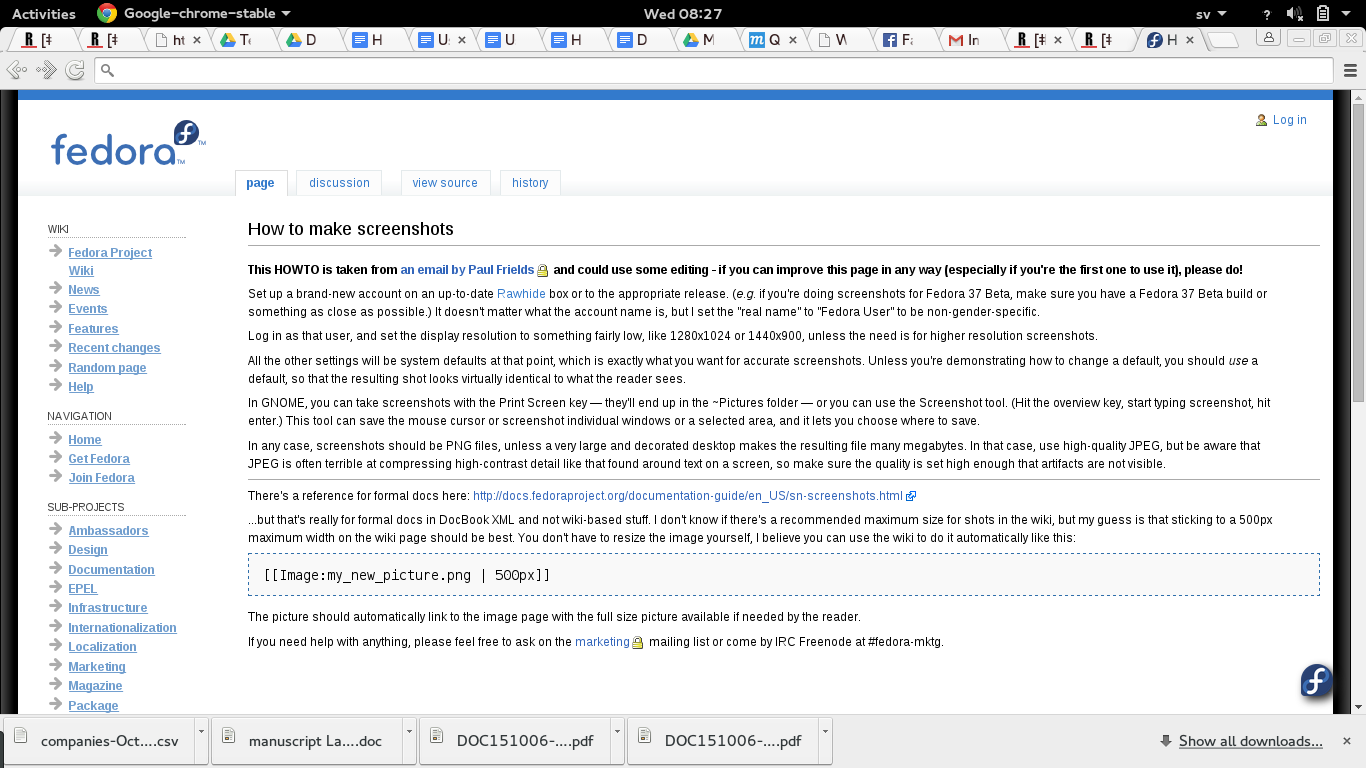 Activities Google-chrome-stable Wed 08:27 sv ?
R [‡ R [‡ ht Te D H Us U H D M Q W Fa In R [‡ R [‡ H
Log in
fedora™
page discussion view source history
WIKI
Fedora Project
Wiki
News
Events
Features
Recent changes
Random page
Help
NAVIGATION
Home
Get Fedora
Join Fedora
SUB-PROJECTS
Ambassadors
Design
Documentation
EPEL
Infrastructure
Internationalization
Localization
Marketing
Magazine
Package
How to make screenshots
This HOWTO is taken from an email by Paul Frields and could use some editing - if you can improve this page in any way (especially if you're the first one to use it), please do!
Set up a brand-new account on an up-to-date Rawhide box or to the appropriate release. (e.g. if you're doing screenshots for Fedora 37 Beta, make sure you have a Fedora 37 Beta build or
something as close as possible.) It doesn't matter what the account name is, but I set the "real name" to "Fedora User" to be non-gender-specific.
Log in as that user, and set the display resolution to something fairly low, like 1280x1024 or 1440x900, unless the need is for higher resolution screenshots.
All the other settings will be system defaults at that point, which is exactly what you want for accurate screenshots. Unless you're demonstrating how to change a default, you should use a
default, so that the resulting shot looks virtually identical to what the reader sees.
In GNOME, you can take screenshots with the Print Screen key — they'll end up in the ~Pictures folder — or you can use the Screenshot tool. (Hit the overview key, start typing screenshot, hit
enter.) This tool can save the mouse cursor or screenshot individual windows or a selected area, and it lets you choose where to save.
In any case, screenshots should be PNG files, unless a very large and decorated desktop makes the resulting file many megabytes. In that case, use high-quality JPEG, but be aware that
JPEG is often terrible at compressing high-contrast detail like that found around text on a screen, so make sure the quality is set high enough that artifacts are not visible.
There's a reference for formal docs here: http://docs.fedoraproject.org/documentation-guide/en_US/sn-screenshots.html
...but that's really for formal docs in DocBook XML and not wiki-based stuff. I don't know if there's a recommended maximum size for shots in the wiki, but my guess is that sticking to a 500px
maximum width on the wiki page should be best. You don't have to resize the image yourself, I believe you can use the wiki to do it automatically like this:
[[Image:my_new_picture.png | 500px]]
The picture should automatically link to the image page with the full size picture available if needed by the reader.
If you need help with anything, please feel free to ask on the marketing mailing list or come by IRC Freenode at #fedora-mktg.
companies-Oct....csv manuscript La....doc DOC151006-....pdf DOC151006-....pdf Show all downloads...